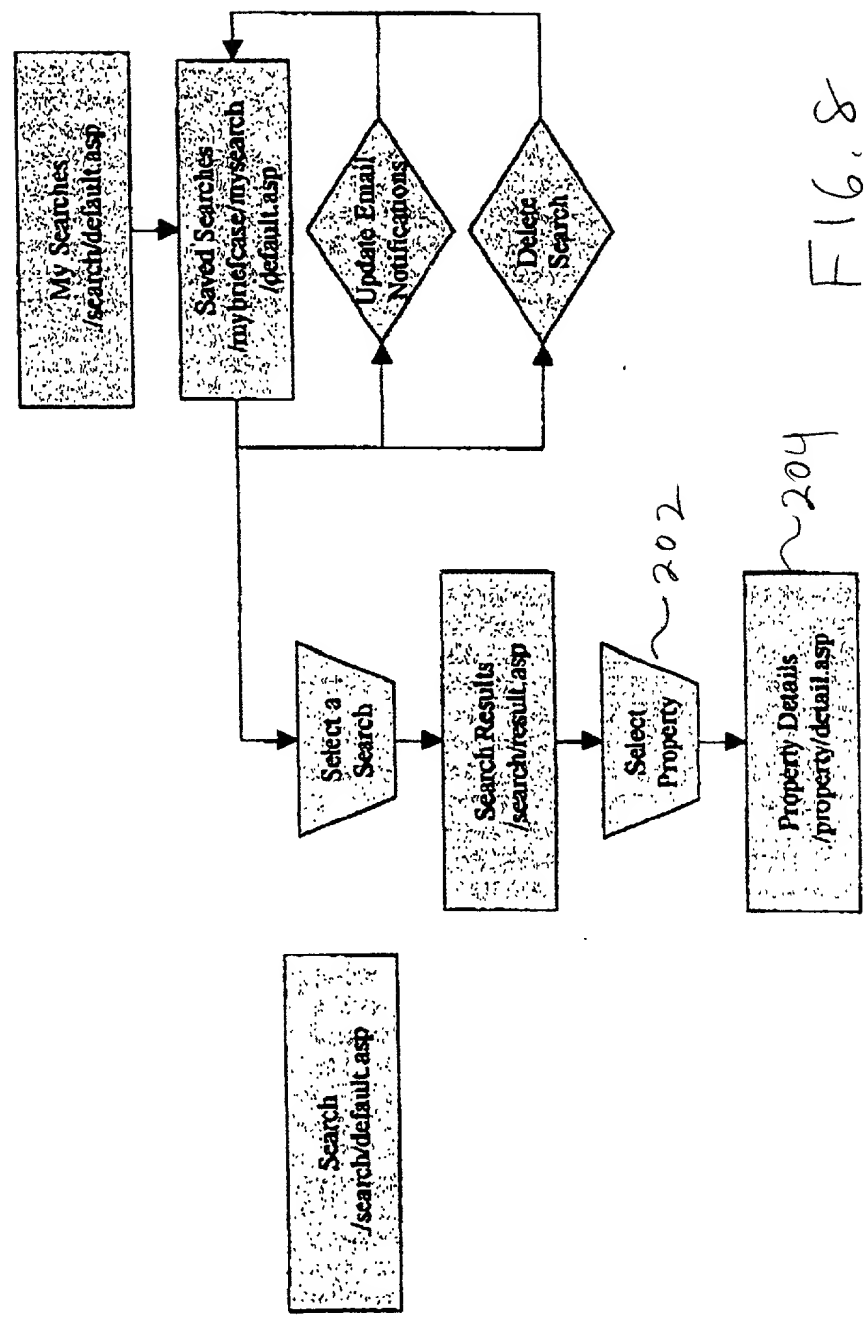 My Searches
/search/default.asp
Saved Searches
/mybriefcase/mysearch
/default.asp
Update Email
Notifications
Delete
Search
Select a
Search
Search Results
/search/result.asp
Select
Property
202
Property Details
/property/detail.asp
204
Search
/search/default.asp
FIG. 8